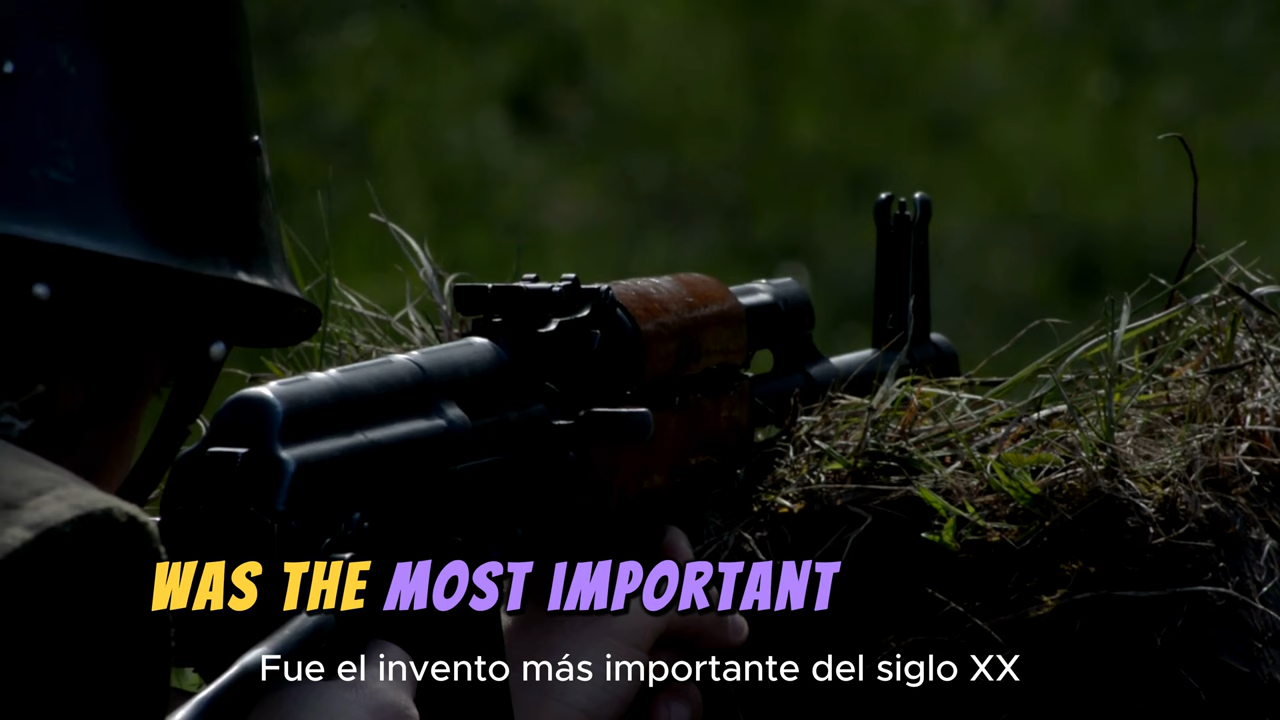 WAS THE MOST IMPORTANT
Fue el invento más importante del siglo XX